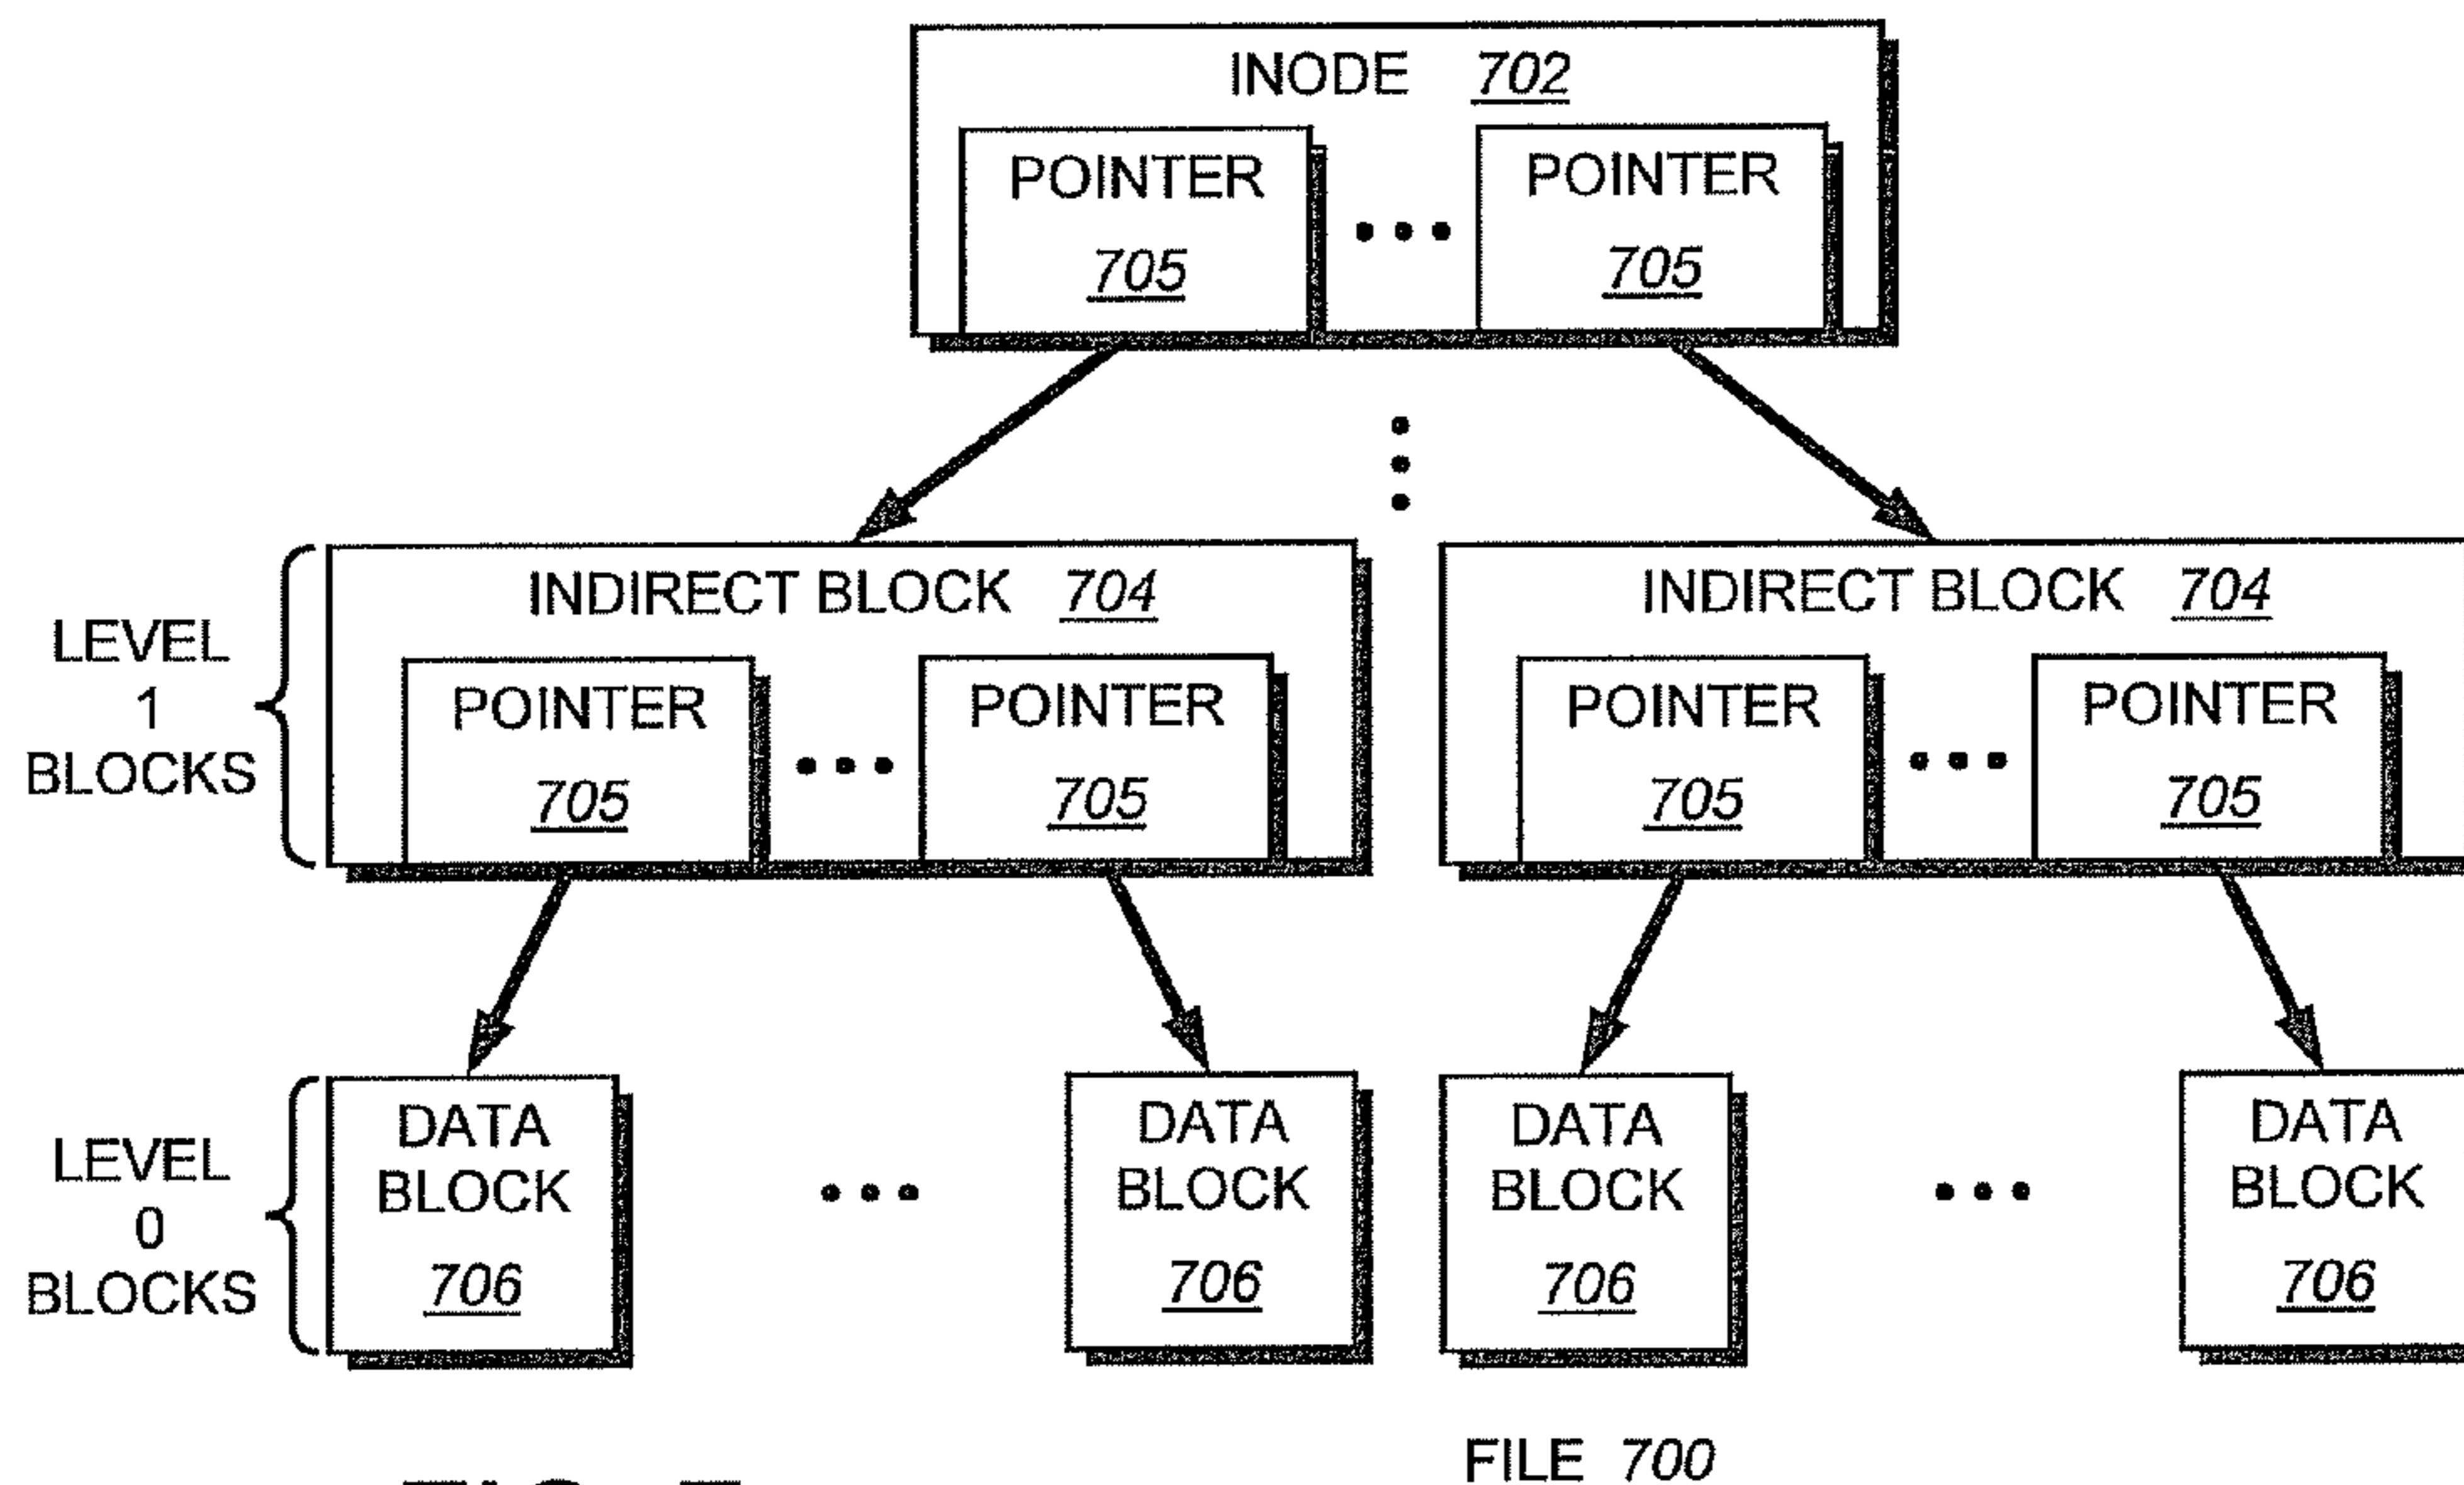 INODE 702
POINTER POINTER
705 ••• 705
INDIRECT BLOCK 704 INDIRECT BLOCK 704
LEVEL
1
BLOCKS
POINTER POINTER POINTER POINTER
705 ••• 705 705 ••• 705
LEVEL
0
BLOCKS
DATA DATA DATA DATA
BLOCK ••• BLOCK BLOCK ••• BLOCK
706 706 706 706
FILE 700